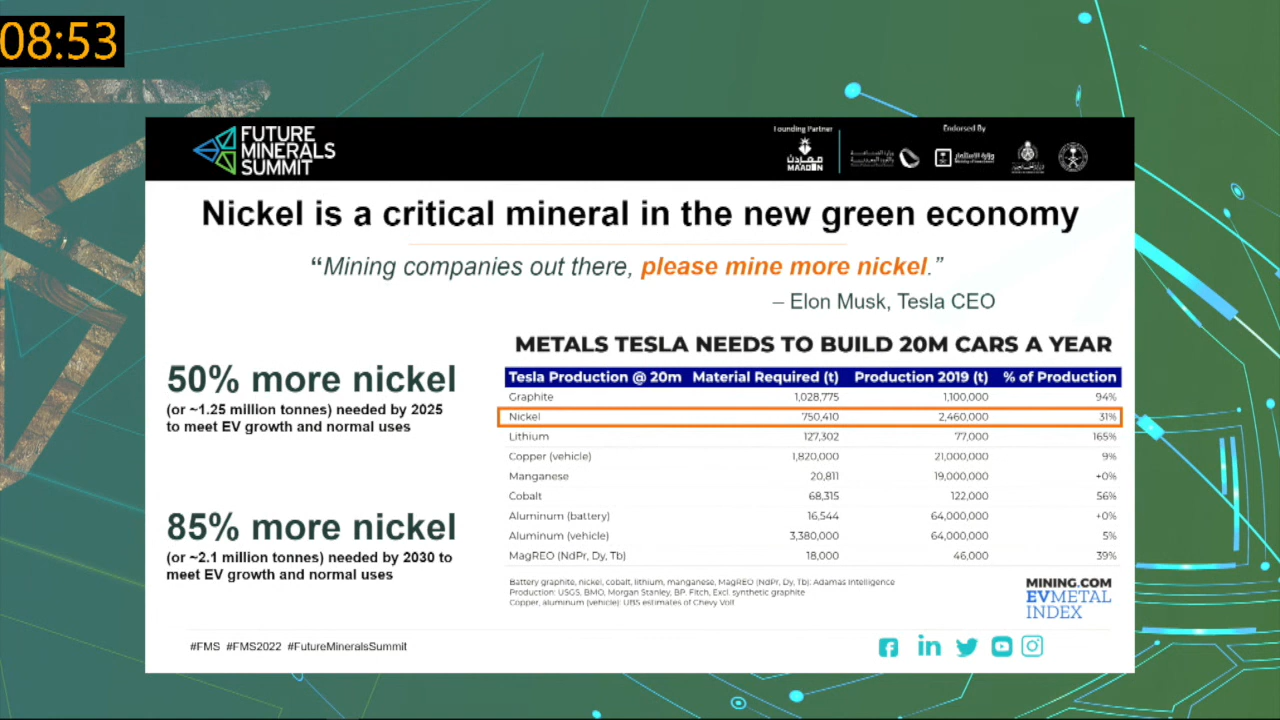 08:53
FUTURE
MINERALS
SUMMIT
Founding Partner
معادن
MAADEN
Endorsed By
Nickel is a critical mineral in the new green economy
“Mining companies out there, please mine more nickel.”
– Elon Musk, Tesla CEO
50% more nickel
(or ~1.25 million tonnes) needed by 2025
to meet EV growth and normal uses
85% more nickel
(or ~2.1 million tonnes) needed by 2030 to
meet EV growth and normal uses
METALS TESLA NEEDS TO BUILD 20M CARS A YEAR
Tesla Production @ 20m Material Required (t) Production 2019 (t) % of Production
Graphite 1,028,775 1,100,000 94%
Nickel 750,410 2,460,000 31%
Lithium 127,302 77,000 165%
Copper (vehicle) 1,820,000 21,000,000 9%
Manganese 20,811 19,000,000 +0%
Cobalt 68,315 122,000 56%
Aluminum (battery) 16,544 64,000,000 +0%
Aluminum (vehicle) 3,380,000 64,000,000 5%
MagREO (NdPr, Dy, Tb) 18,000 46,000 39%
Battery graphite, nickel, cobalt, lithium, manganese, MagREO (NdPr, Dy, Tb): Adamas Intelligence
Production: USGS, BMO, Morgan Stanley, BP, Fitch, Excl. synthetic graphite
Copper, aluminum (vehicle): UBS estimates of Chevy Volt
MINING.COM
EVMETAL
INDEX
#FMS #FMS2022 #FutureMineralsSummit